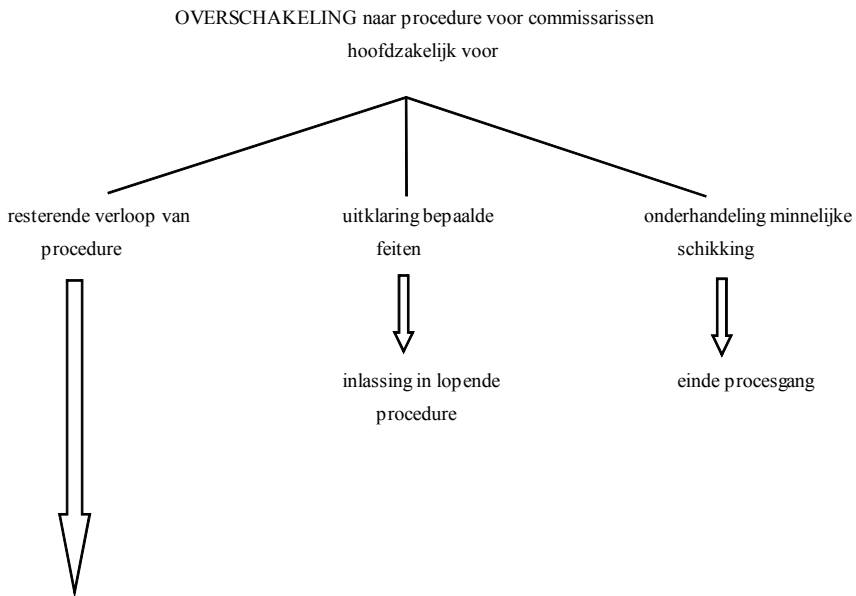 OVERSCHAKELING naar procedure voor commissarissen
hoofdzakelijk voor
resterende verloop van
procedure
uitklaring bepaalde
feiten
onderhandeling minnelijke
schikking
inlassing in lopende
procedure
einde procesgang